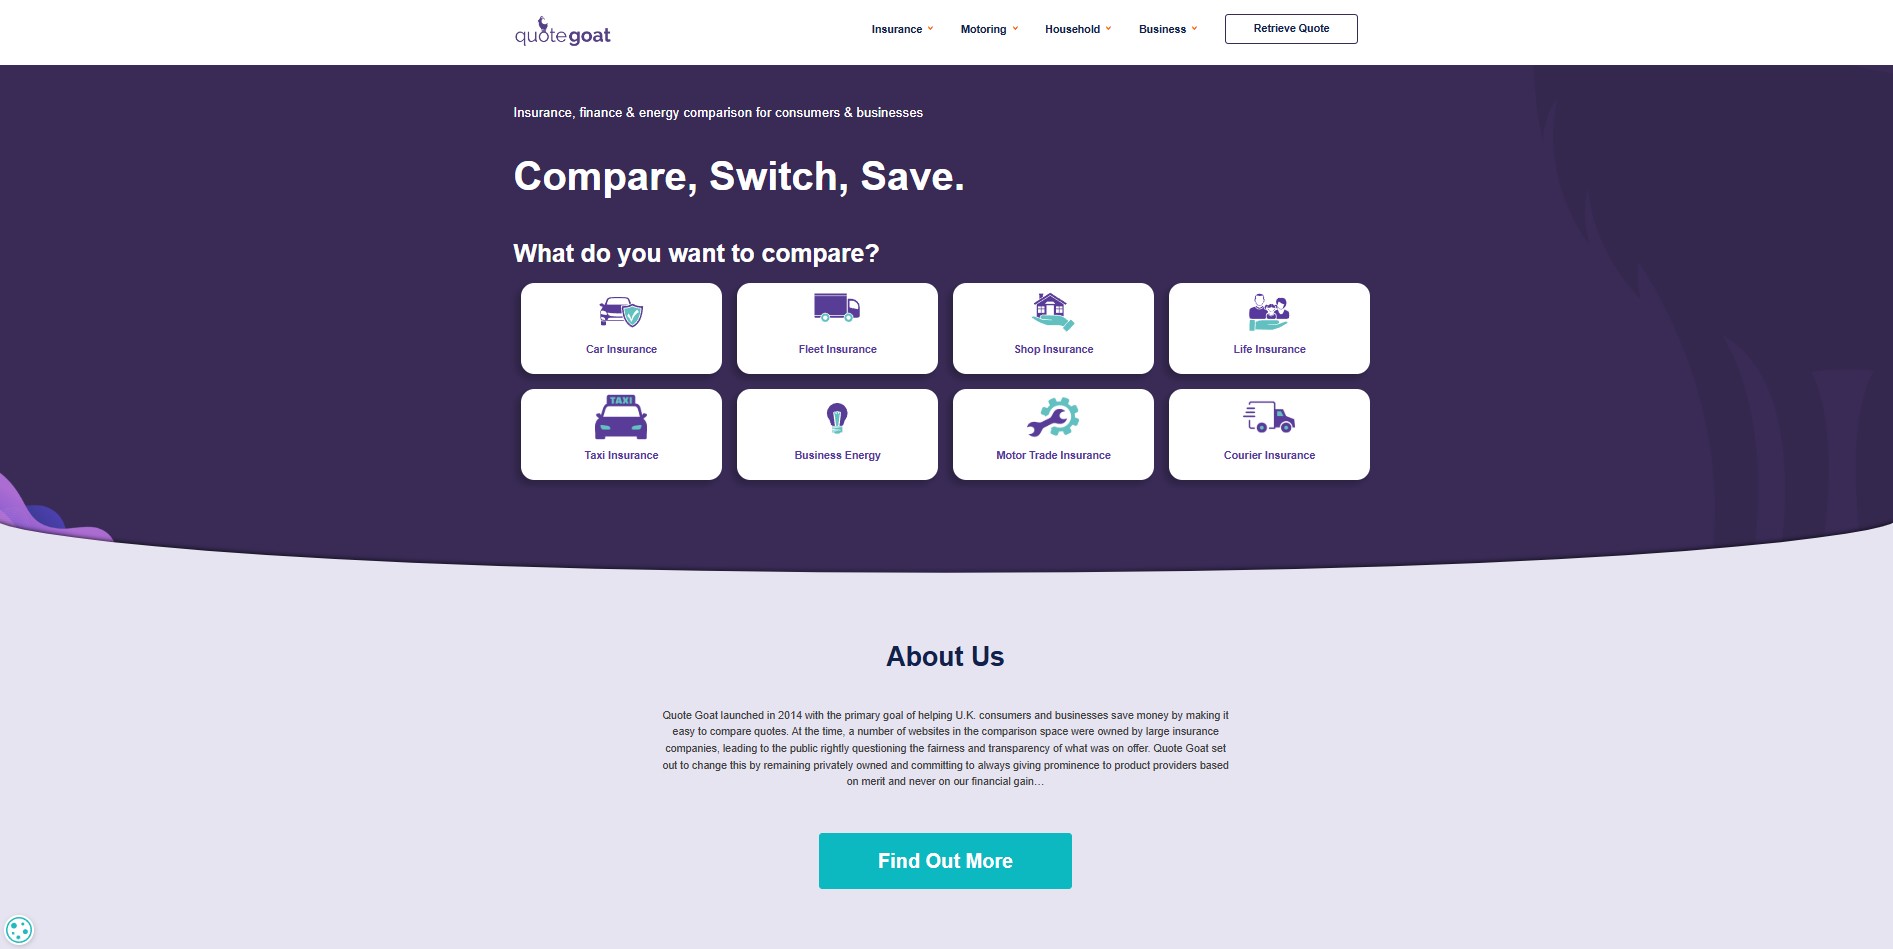 quotegoat
Insurance
Motoring
Household
Business
Retrieve Quote
Insurance, finance & energy comparison for consumers & businesses
Compare, Switch, Save.
What do you want to compare?
Car Insurance
Fleet Insurance
Shop Insurance
Life Insurance
TAXI
Taxi Insurance
Business Energy
Motor Trade Insurance
Courier Insurance
About Us
Quote Goat launched in 2014 with the primary goal of helping U.K. consumers and businesses save money by making it
easy to compare quotes. At the time, a number of websites in the comparison space were owned by large insurance
companies, leading to the public rightly questioning the fairness and transparency of what was on offer. Quote Goat set
out to change this by remaining privately owned and committing to always giving prominence to product providers based
on merit and never on our financial gain…
Find Out More